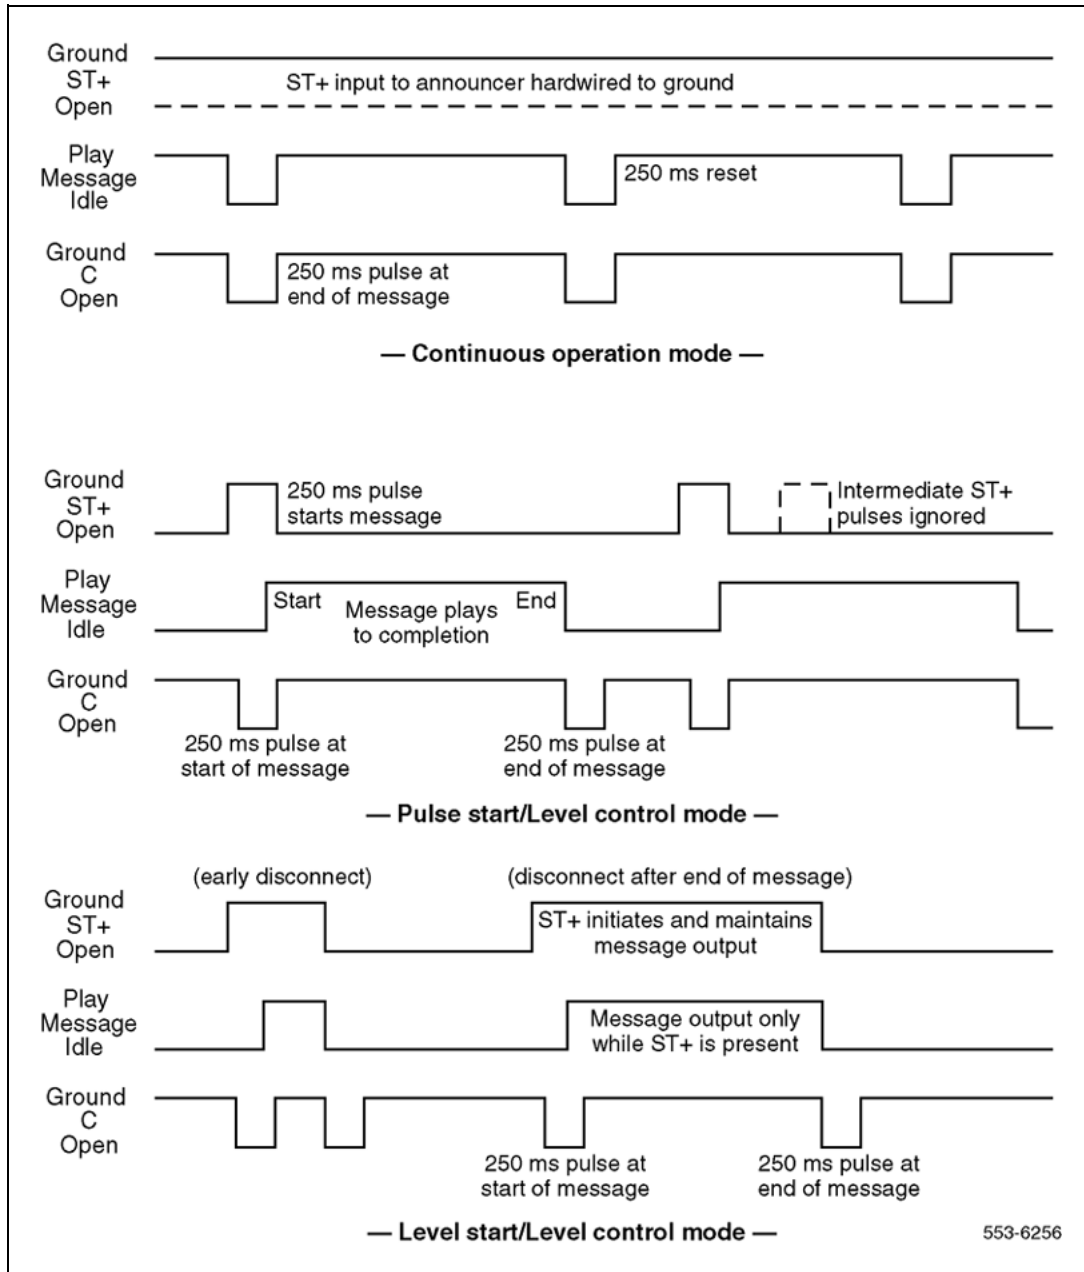 Ground
ST+
Open
ST+ input to announcer hardwired to ground
Play
Message
Idle
250 ms reset
Ground
C
Open
250 ms pulse at
end of message
— Continuous operation mode —
Ground
ST+
Open
250 ms pulse
starts message
Intermediate ST+
pulses ignored
Play
Message
Idle
Start
Message plays
to completion
End
Ground
C
Open
250 ms pulse at
start of message
250 ms pulse at
end of message
— Pulse start/Level control mode —
(early disconnect)
(disconnect after end of message)
Ground
ST+
Open
ST+ initiates and maintains
message output
Play
Message
Idle
Message output only
while ST+ is present
Ground
C
Open
250 ms pulse at
start of message
250 ms pulse at
end of message
— Level start/Level control mode —
553-6256